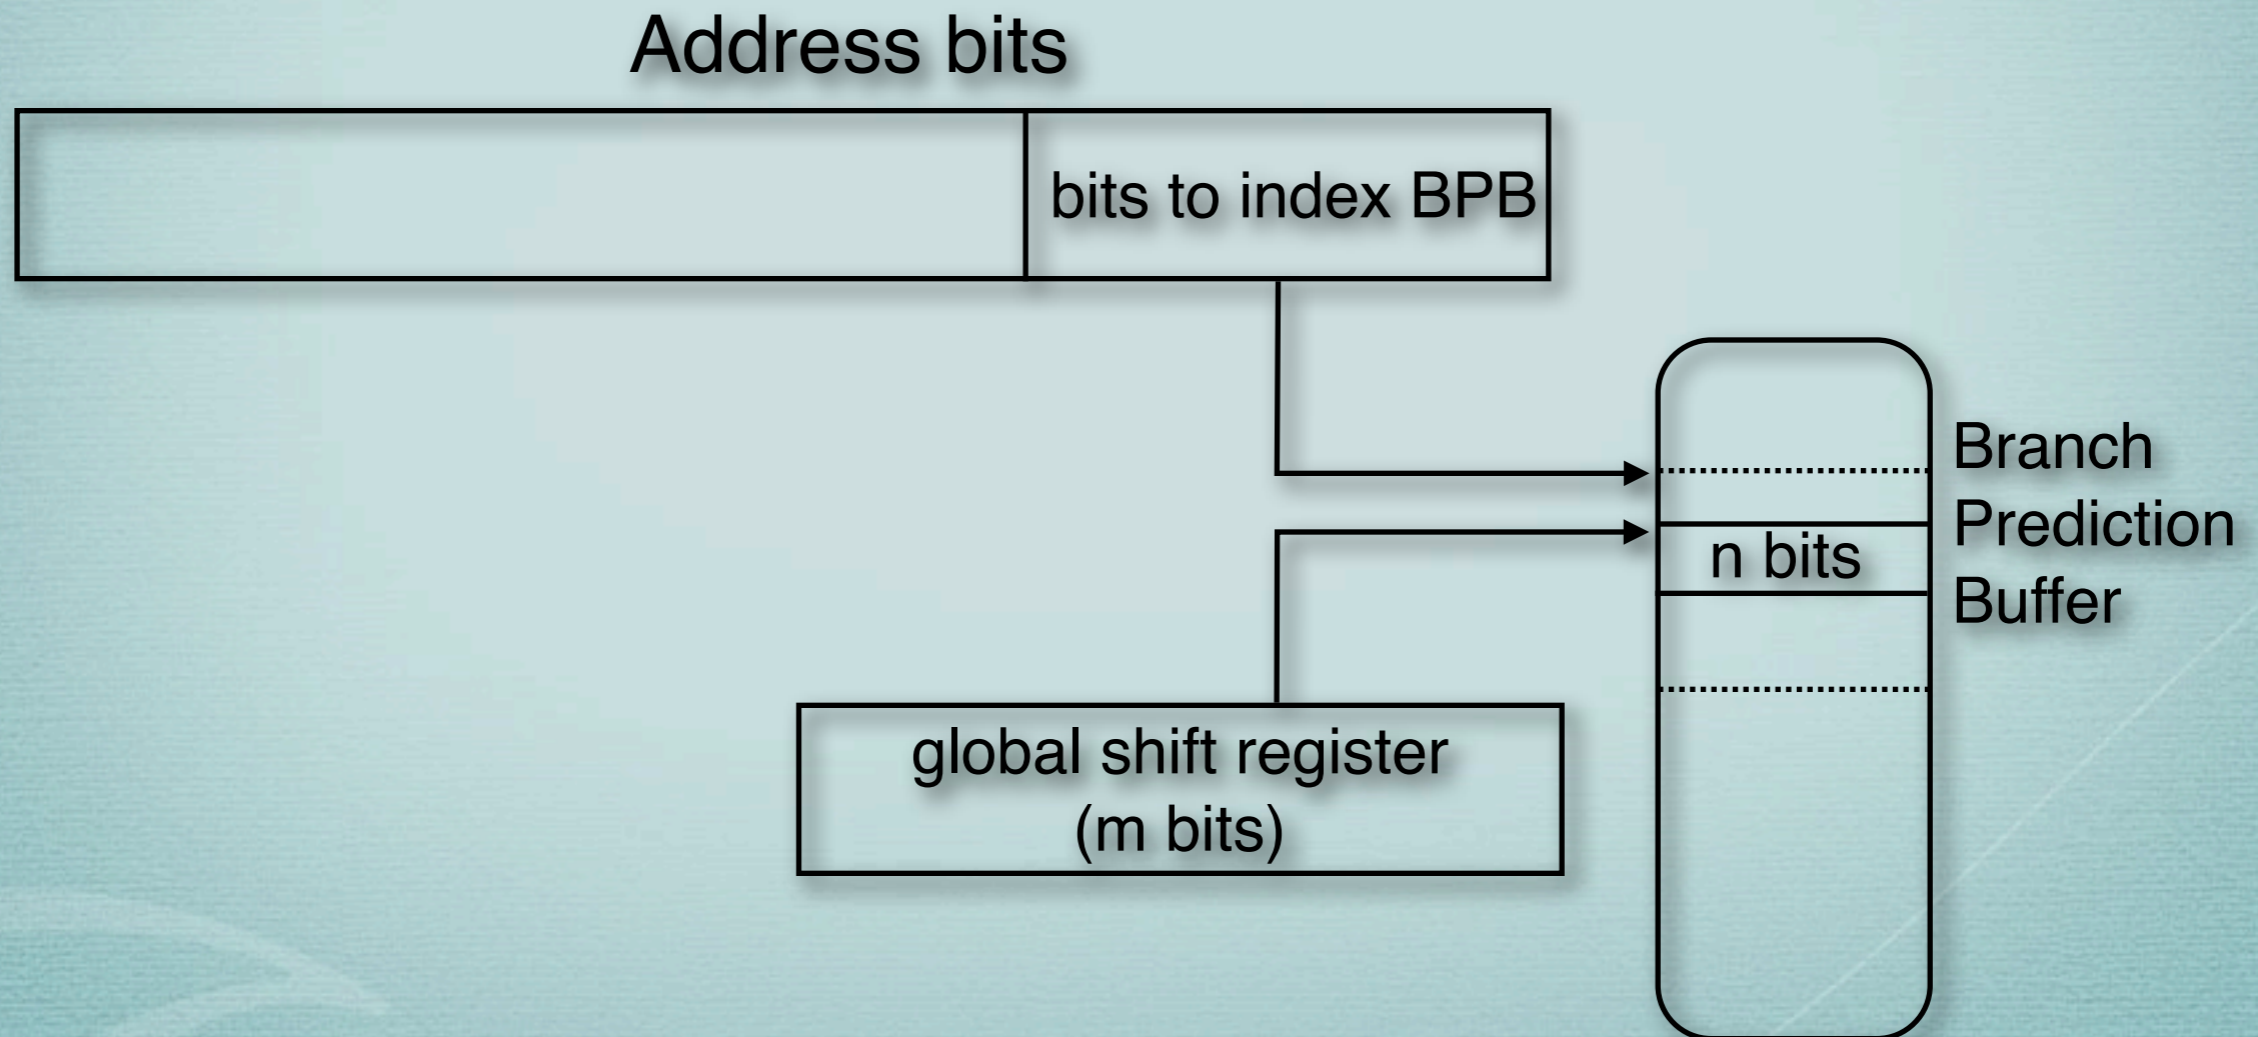 Address bits
bits to index BPB
Branch
Prediction
Buffer
n bits
global shift register
(m bits)